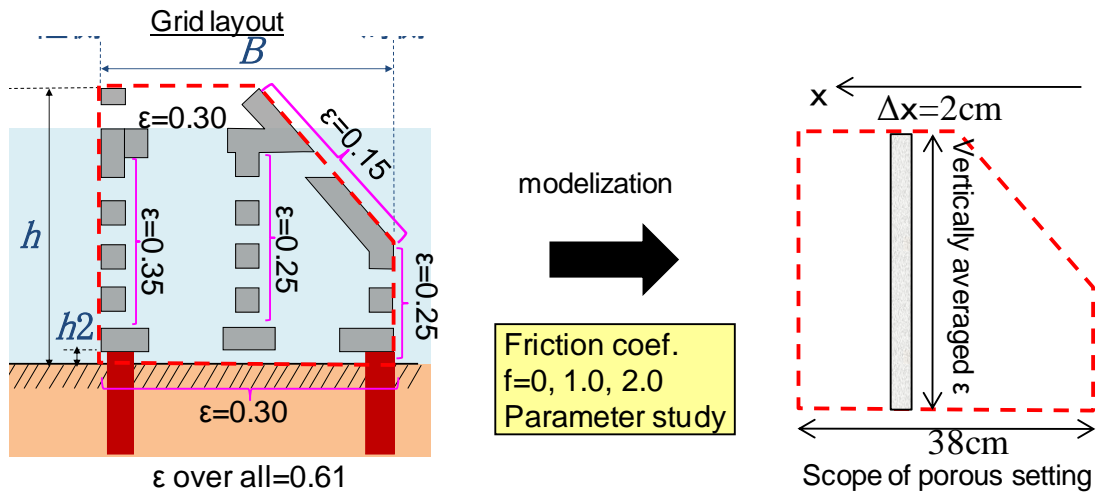 Grid layout
B
ε=0.30
ε=0.15
h
ε=0.35
ε=0.25
ε=0.25
h2
ε=0.30
ε over all=0.61
modelization
Friction coef.
f=0, 1.0, 2.0
Parameter study
x
Δx=2cm
Vertically averaged ε
38cm
Scope of porous setting